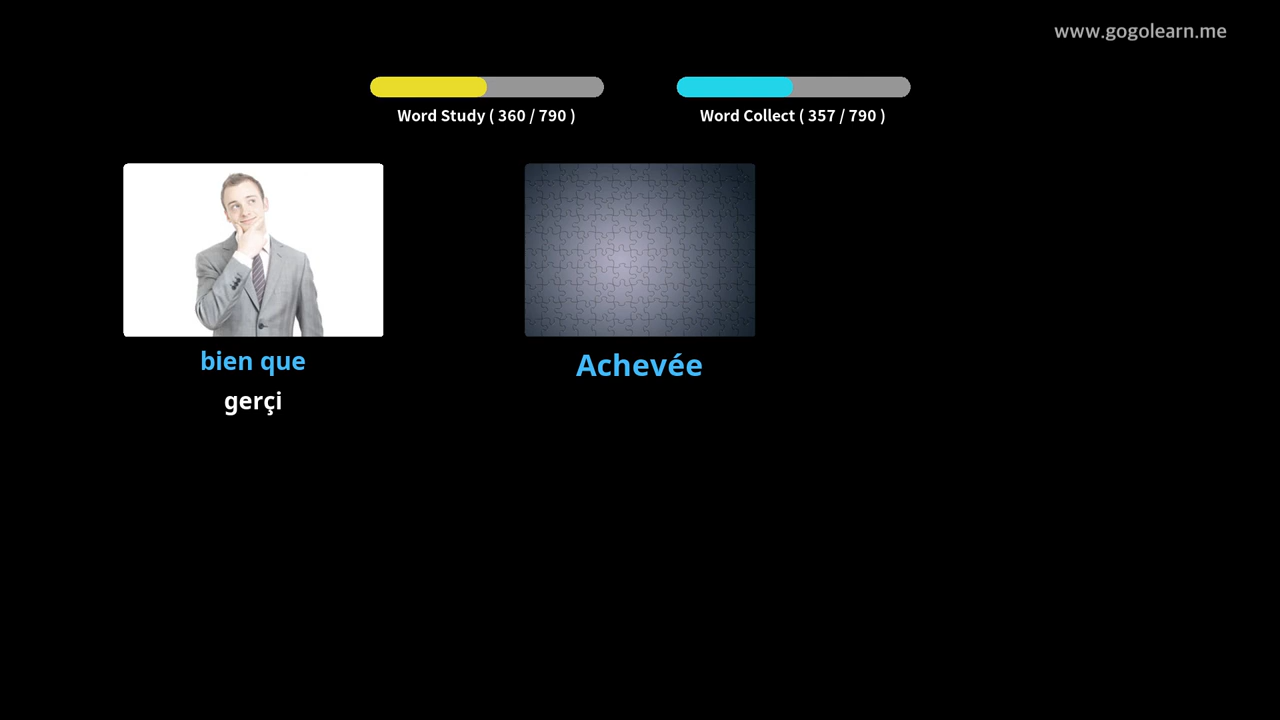 www.gogolearn.me
Word Study ( 360 / 790 )
Word Collect ( 357 / 790 )
bien que
gerçi
Achevée